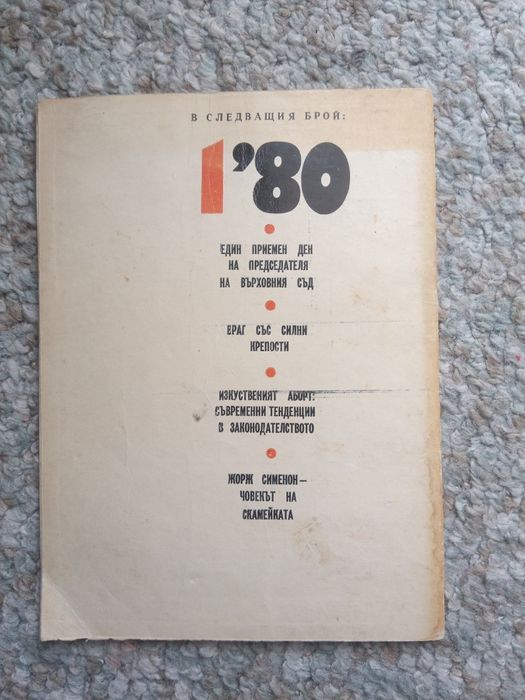 В СЛЕДВАЩИЯ БРОЙ:
1'80
ЕДИН ПРИЕМЕН ДЕН
НА ПРЕДСЕДАТЕЛЯ
НА ВЪРХОВНИЯ СЪД
ВРАГ СЪС СИЛНИ
КРЕПОСТИ
ИЗКУСТВЕНИЯТ АБОРТ:
СЪВРЕМЕННИ ТЕНДЕНЦИИ
В ЗАКОНОДАТЕЛСТВОТО
ЖОРЖ СИМЕНОН—
ЧОВЕКЪТ НА
СКАМЕЙКАТА